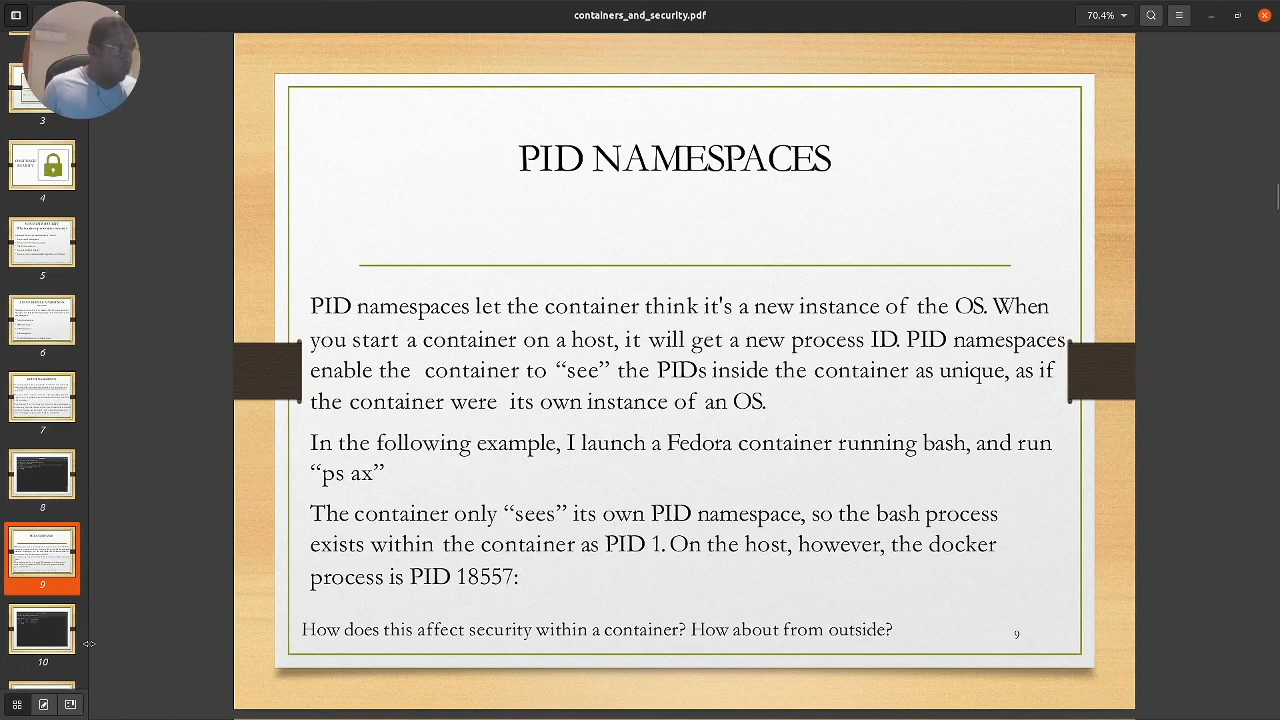 containers_and_security.pdf
70.4%
3
4
5
6
7
8
9
10
PID NAMESPACES
PID namespaces let the container think it's a new instance of the OS. When
you start a container on a host, it will get a new process ID. PID namespaces
enable the container to “see” the PIDs inside the container as unique, as if
the container were its own instance of an OS.
In the following example, I launch a Fedora container running bash, and run
“ps ax”
The container only “sees” its own PID namespace, so the bash process
exists within the container as PID 1. On the host, however, the docker
process is PID 18557:
How does this affect security within a container? How about from outside?
9